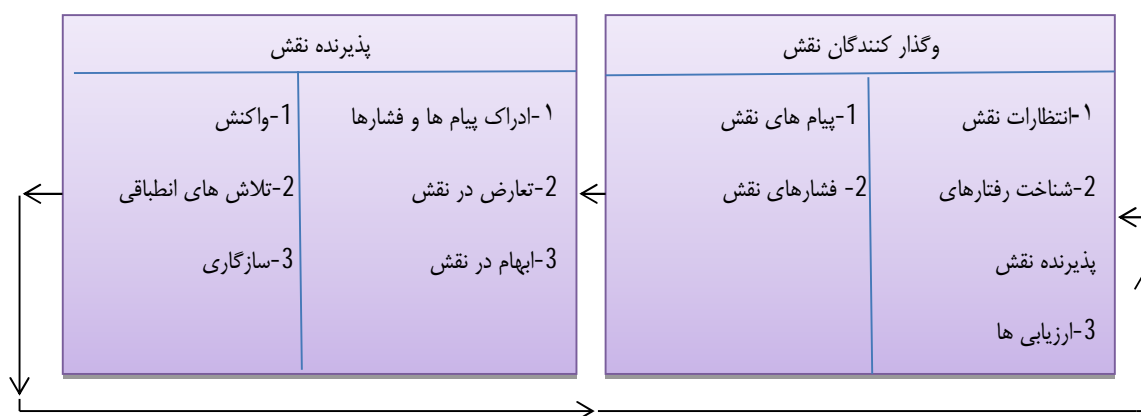 وگذار کنندگان نقش
۱-انتظارات نقش
2-شناخت رفتارهای
پذیرنده نقش
3-ارزیابی ها
1-پیام های نقش
2- فشارهای نقش
پذیرنده نقش
۱-ادراک پیام ها و فشارها
2-تعارض در نقش
3-ابهام در نقش
1-واکنش
2-تلاش های انطباقی
3-سازگاری